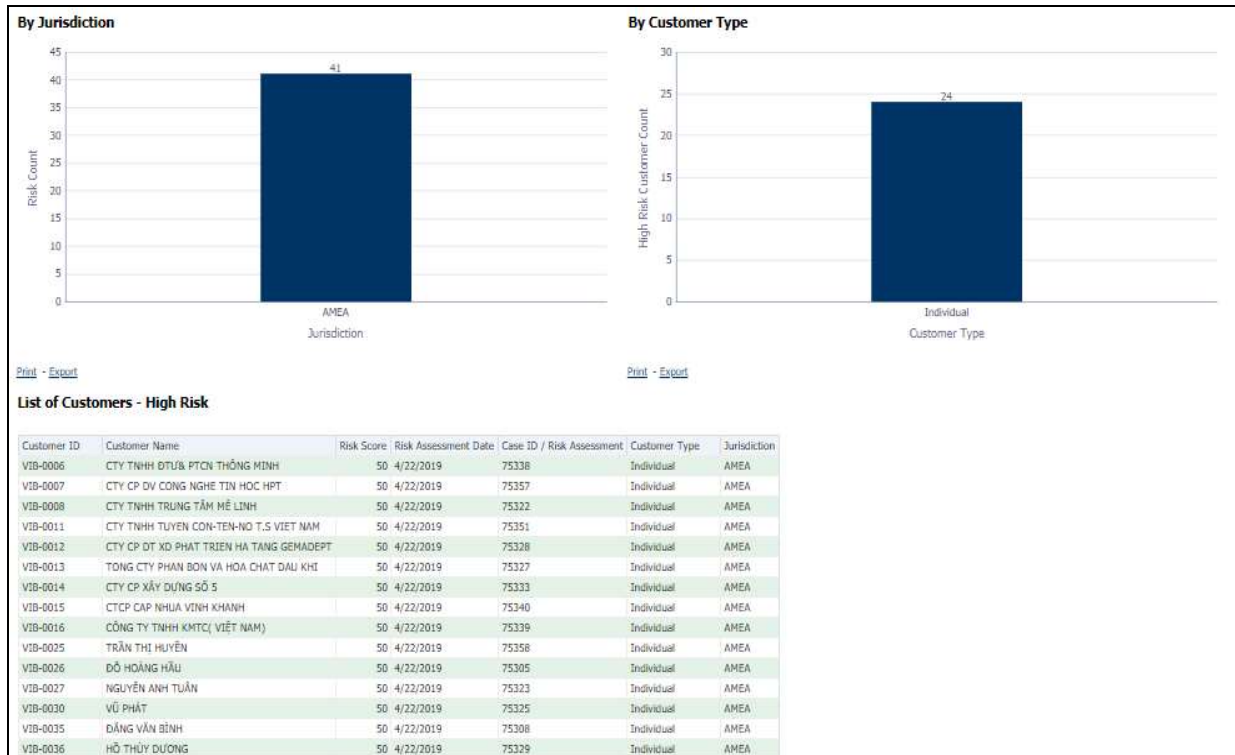 By Jurisdiction
45
40
35
30
25
20
15
10
5
0
Risk Count
41
AMEA
Jurisdiction
Print - Export
By Customer Type
30
25
20
15
10
5
0
High Risk Customer Count
24
Individual
Customer Type
Print - Export
List of Customers - High Risk
Customer ID Customer Name Risk Score Risk Assessment Date Case ID / Risk Assessment Customer Type Jurisdiction
VIB-0006 CTY TNHH ĐTƯ& PTCN THÔNG MINH 50 4/22/2019 75338 Individual AMEA
VIB-0007 CTY CP DV CONG NGHE TIN HOC HPT 50 4/22/2019 75357 Individual AMEA
VIB-0008 CTY TNHH TRUNG TÂM MÊ LINH 50 4/22/2019 75322 Individual AMEA
VIB-0011 CTY TNHH TUYEN CON-TEN-NO T.S VIET NAM 50 4/22/2019 75351 Individual AMEA
VIB-0012 CTY CP DT XD PHAT TRIEN HA TANG GEMADEPT 50 4/22/2019 75328 Individual AMEA
VIB-0013 TONG CTY PHAN BON VA HOA CHAT DAU KHI 50 4/22/2019 75327 Individual AMEA
VIB-0014 CTY CP XÂY DỰNG SỐ 5 50 4/22/2019 75333 Individual AMEA
VIB-0015 CTCP CAP NHUA VINH KHANH 50 4/22/2019 75340 Individual AMEA
VIB-0016 CÔNG TY TNHH KMTC( VIỆT NAM) 50 4/22/2019 75339 Individual AMEA
VIB-0025 TRẦN THỊ HUYỀN 50 4/22/2019 75358 Individual AMEA
VIB-0026 ĐỖ HOÀNG HẦU 50 4/22/2019 75305 Individual AMEA
VIB-0027 NGUYỄN ANH TUẤN 50 4/22/2019 75323 Individual AMEA
VIB-0030 VŨ PHÁT 50 4/22/2019 75325 Individual AMEA
VIB-0035 ĐẶNG VĂN BÌNH 50 4/22/2019 75308 Individual AMEA
VIB-0036 HỒ THÙY DƯƠNG 50 4/22/2019 75329 Individual AMEA